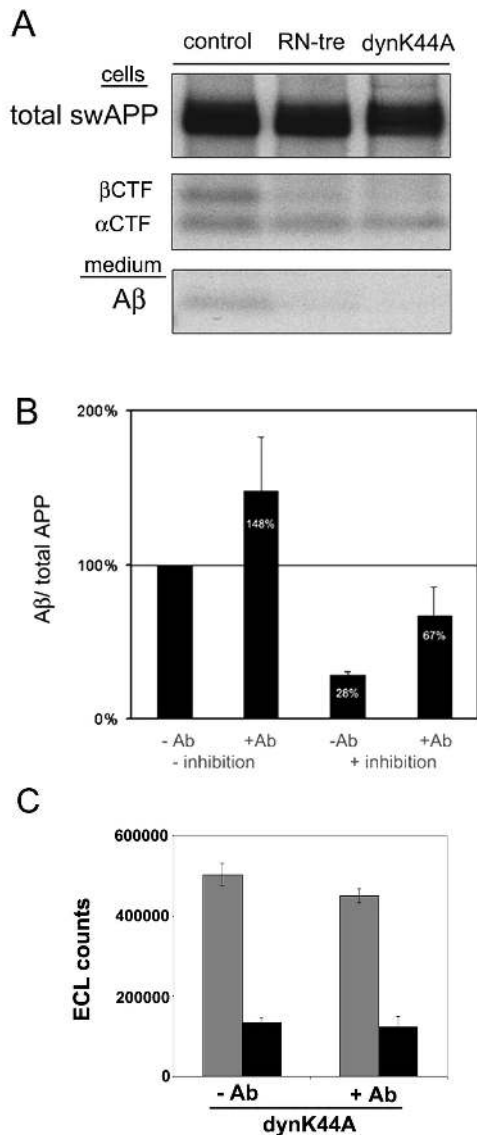 A
control RN-tre dynK44A
cells
total swAPP
βCTF
αCTF
medium
Aβ
B
200%
100%
0%
Aβ/ total APP
148%
28%
67%
- Ab +Ab -Ab +Ab
- inhibition + inhibition
C
600000
400000
200000
0
ECL counts
- Ab + Ab
dynK44A